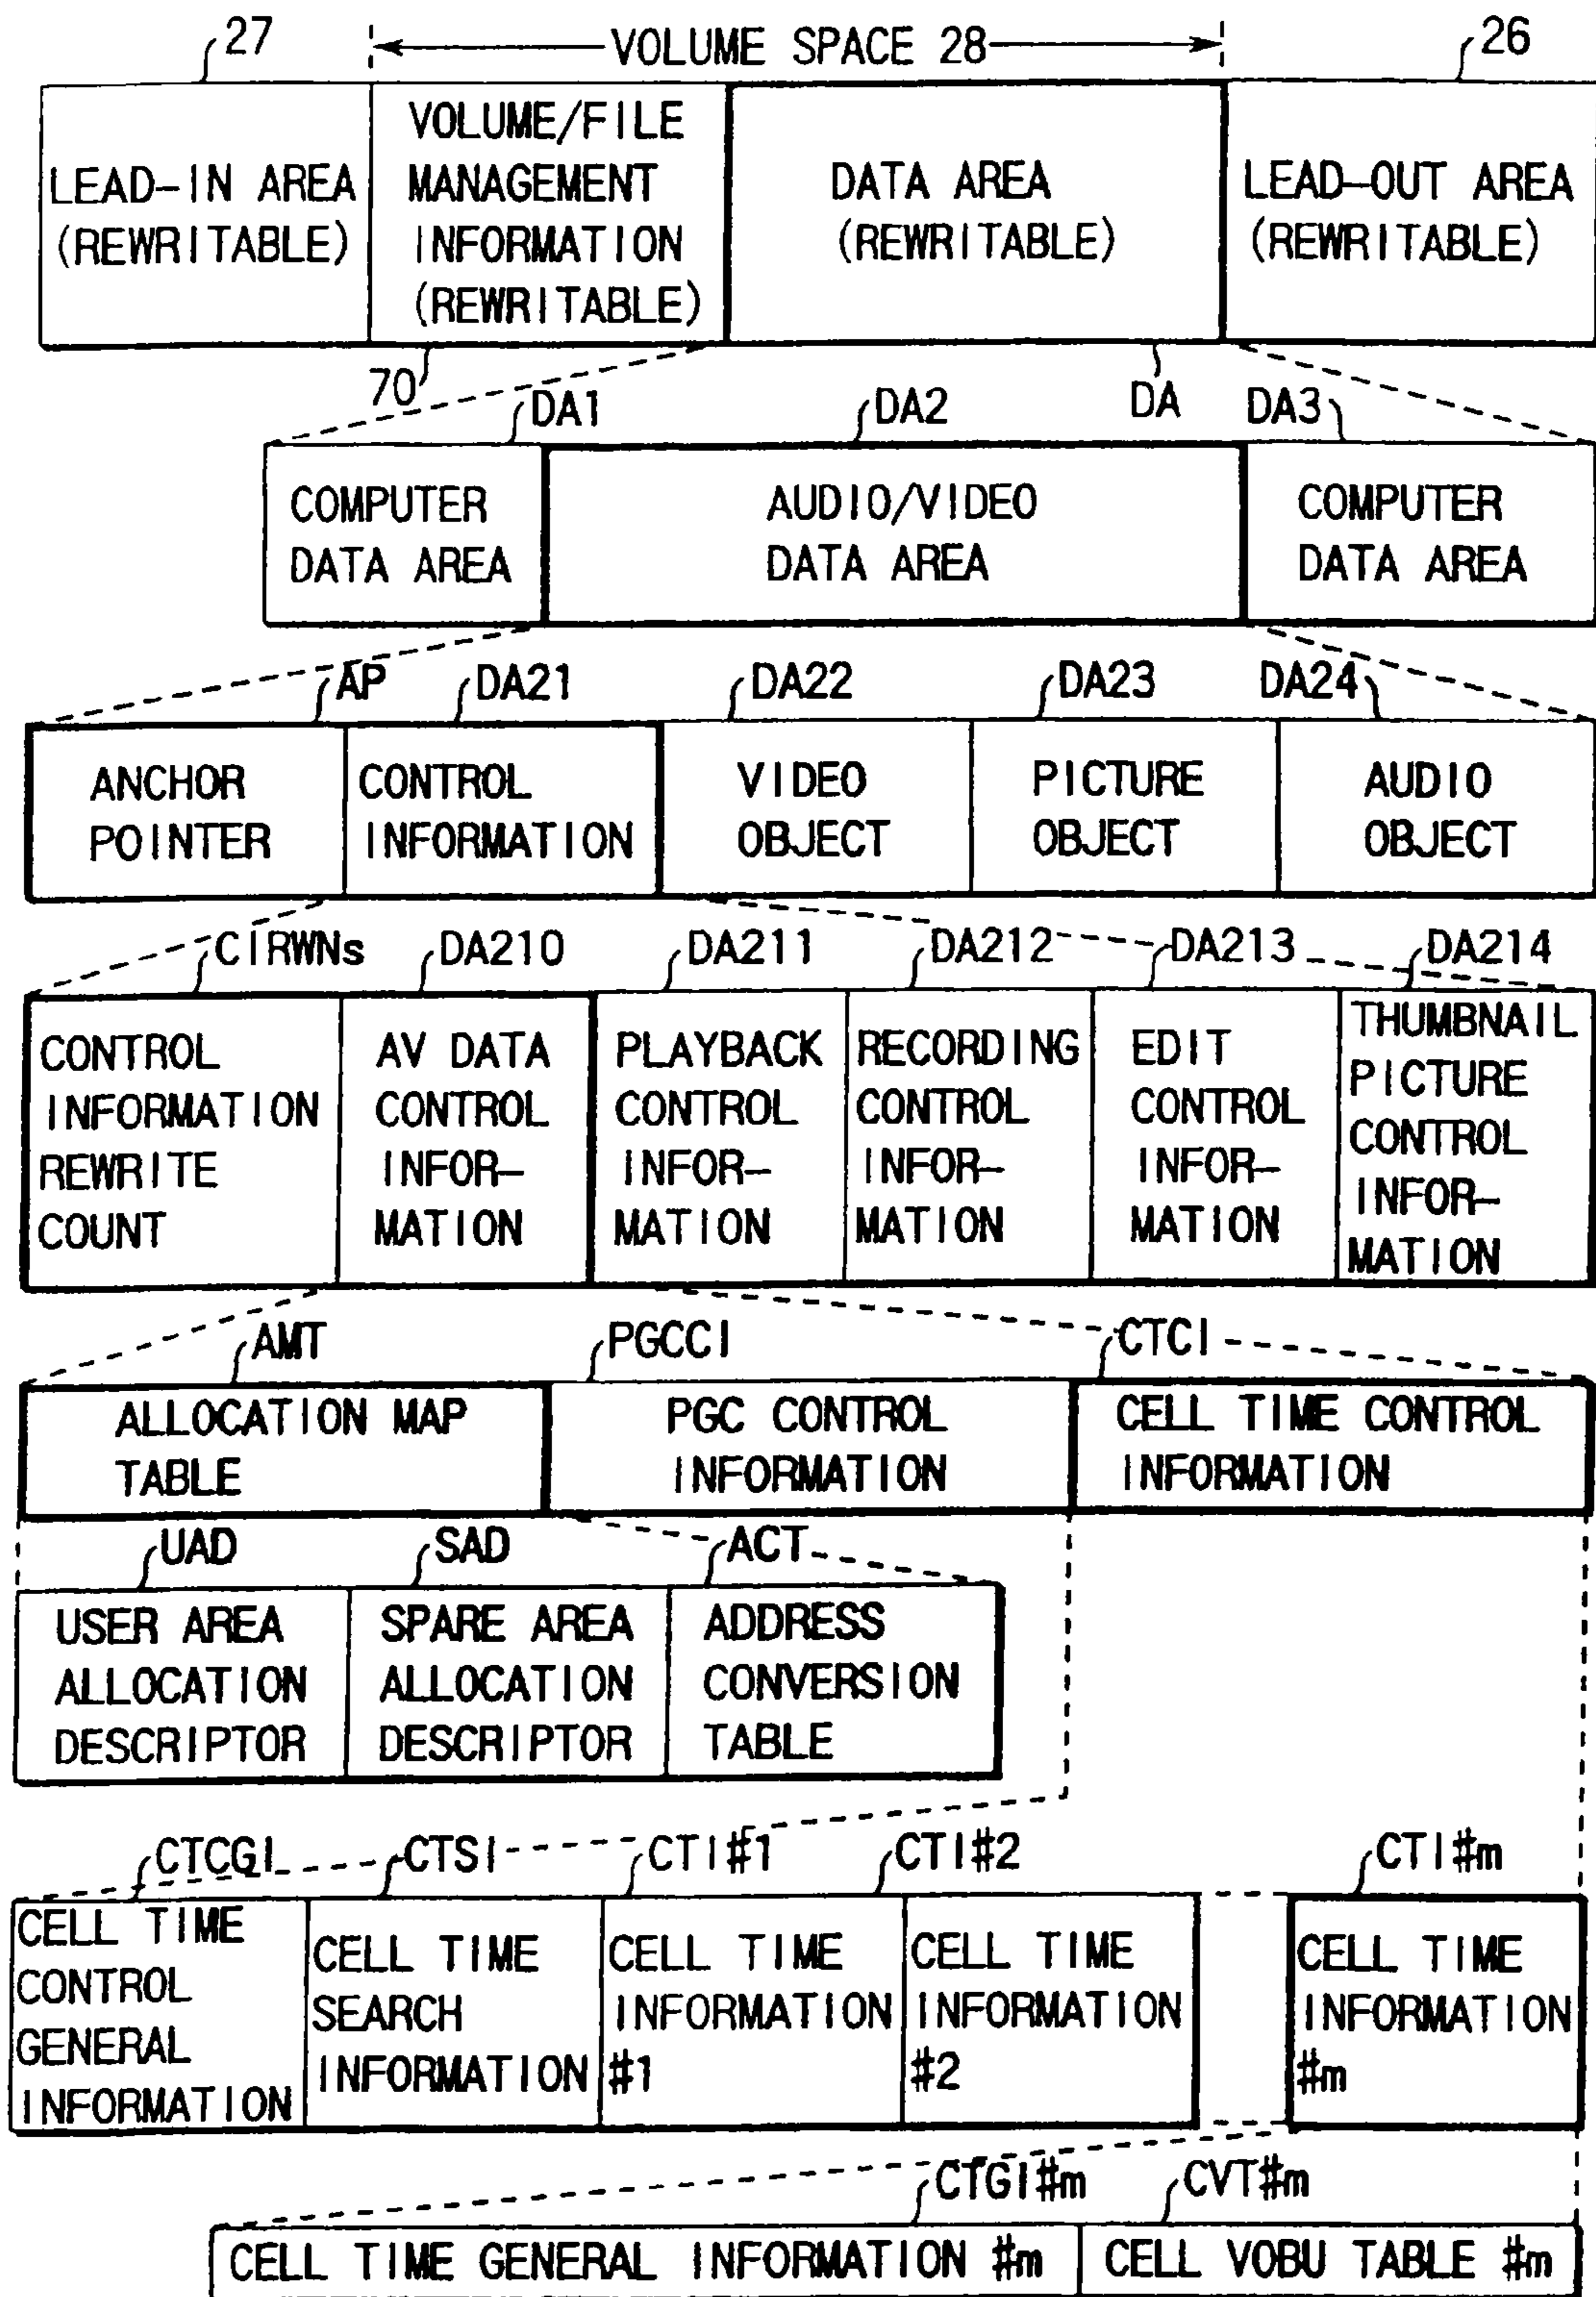 27
VOLUME SPACE 28
26
LEAD-IN AREA
(REWRITABLE)
VOLUME/FILE
MANAGEMENT
INFORMATION
(REWRITABLE)
DATA AREA
(REWRITABLE)
LEAD-OUT AREA
(REWRITABLE)
70
DA
DA1
DA2
DA3
COMPUTER
DATA AREA
AUDIO/VIDEO
DATA AREA
COMPUTER
DATA AREA
AP
DA21
DA22
DA23
DA24
ANCHOR
POINTER
CONTROL
INFORMATION
VIDEO
OBJECT
PICTURE
OBJECT
AUDIO
OBJECT
CIRWNs
DA210
DA211
DA212
DA213
DA214
CONTROL
INFORMATION
REWRITE
COUNT
AV DATA
CONTROL
INFOR-
MATION
PLAYBACK
CONTROL
INFOR-
MATION
RECORDING
CONTROL
INFOR-
MATION
EDIT
CONTROL
INFOR-
MATION
THUMBNAIL
PICTURE
CONTROL
INFOR-
MATION
AMT
PGCCI
CTCI
ALLOCATION MAP
TABLE
PGC CONTROL
INFORMATION
CELL TIME CONTROL
INFORMATION
UAD
SAD
ACT
USER AREA
ALLOCATION
DESCRIPTOR
SPARE AREA
ALLOCATION
DESCRIPTOR
ADDRESS
CONVERSION
TABLE
CTCGI
CTSI
CTI#1
CTI#2
CTI#m
CELL TIME
CONTROL
GENERAL
INFORMATION
CELL TIME
SEARCH
INFORMATION
CELL TIME
INFORMATION
#1
CELL TIME
INFORMATION
#2
CELL TIME
INFORMATION
#m
CTGI#m
CVT#m
CELL TIME GENERAL INFORMATION #m
CELL VOBU TABLE #m